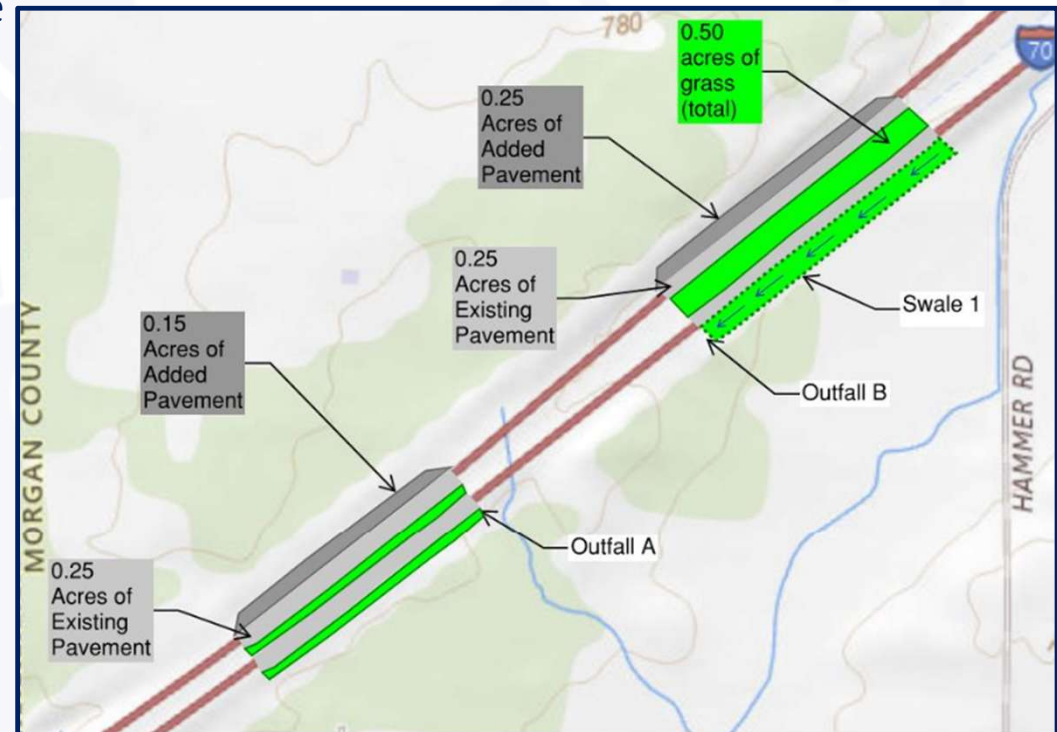 e
780
70
0.50
acres of
grass
(total)
0.25
Acres of
Added
Pavement
0.25
Acres of
Existing
Pavement
Swale 1
Outfall B
0.15
Acres of
Added
Pavement
HAMMER RD
MORGAN COUNTY
Outfall A
0.25
Acres of
Existing
Pavement